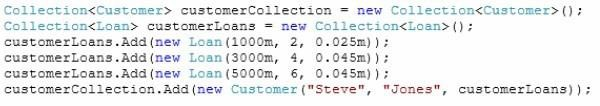 Collection<Customer> customerCollection = new Collection<Customer>();
Collection<Loan> customerLoans = new Collection<Loan>();
customerLoans.Add(new Loan(1000m, 2, 0.025m));
customerLoans.Add(new Loan(3000m, 4, 0.045m));
customerLoans.Add(new Loan(5000m, 6, 0.045m));
customerCollection.Add(new Customer("Steve", "Jones", customerLoans));